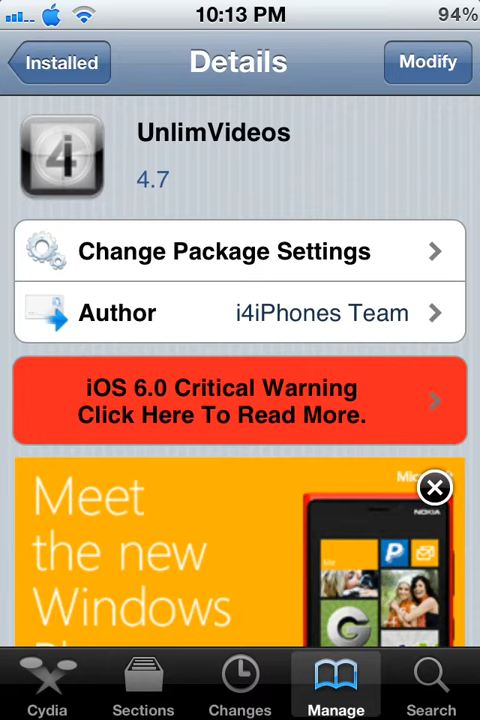 10:13 PM 94%
Installed Details Modify
4i UnlimVideos
4.7
Change Package Settings
Author i4iPhones Team
iOS 6.0 Critical Warning
Click Here To Read More.
Meet
the new
Windows
NOKIA
Cydia Sections Changes Manage Search